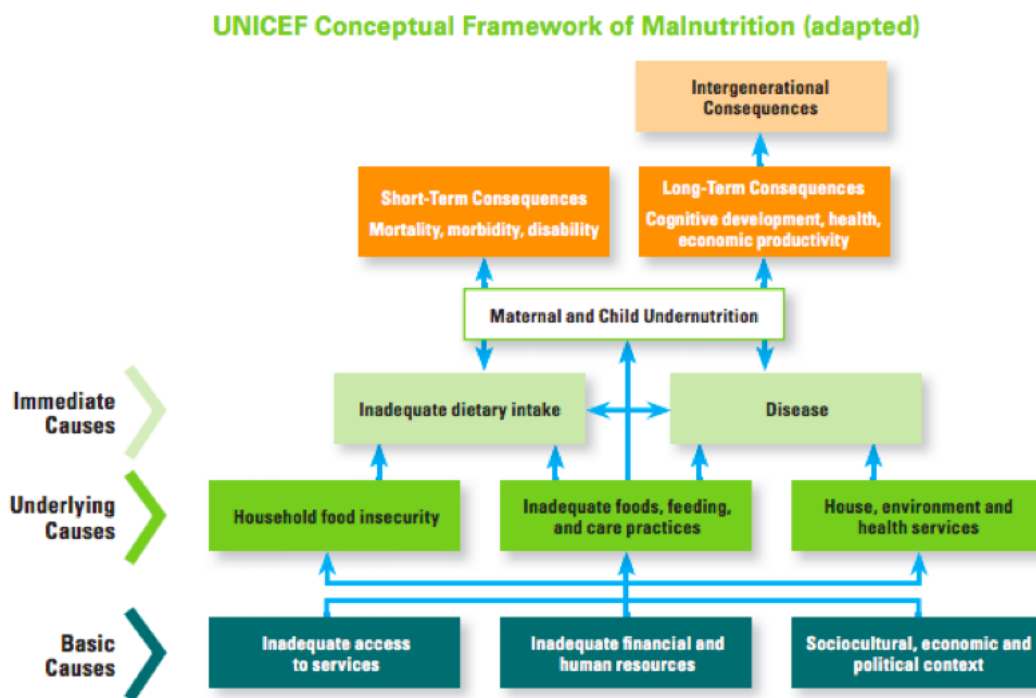 UNICEF Conceptual Framework of Malnutrition (adapted)
Intergenerational
Consequences
Short-Term Consequences
Mortality, morbidity, disability
Long-Term Consequences
Cognitive development, health,
economic productivity
Maternal and Child Undernutrition
Immediate
Causes
Inadequate dietary intake
Disease
Underlying
Causes
Household food insecurity
Inadequate foods, feeding,
and care practices
House, environment and
health services
Basic
Causes
Inadequate access
to services
Inadequate financial and
human resources
Sociocultural, economic and
political context